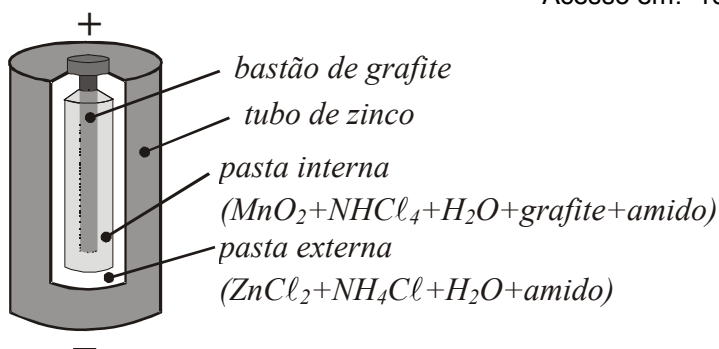 Acesso em:
+
bastão de grafite
tubo de zinco
pasta interna
(MnO₂+NHCℓ₄+H₂O+grafite+amido)
pasta externa
(ZnCℓ₂+NH₄Cℓ+H₂O+amido)